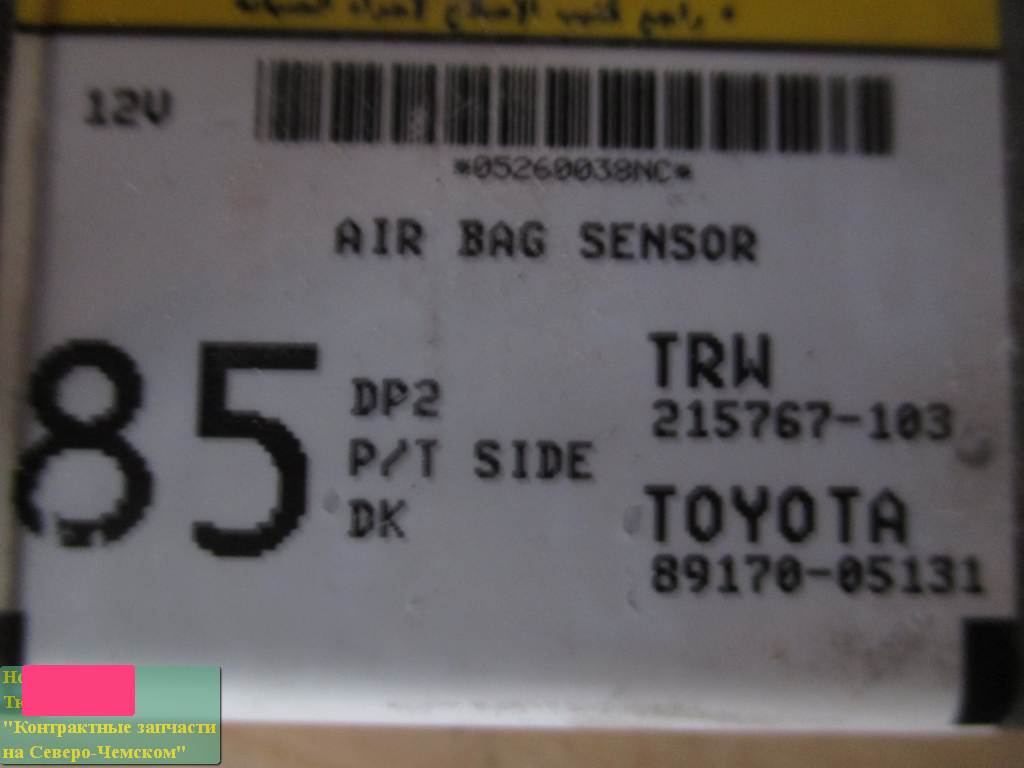 12V
*05260038NC*
AIR BAG SENSOR
85
DP2
P/T SIDE
DK
TRW
215767-103
TOYOTA
89170-05131
"Контрактные запчасти
на Северо-Чемском"